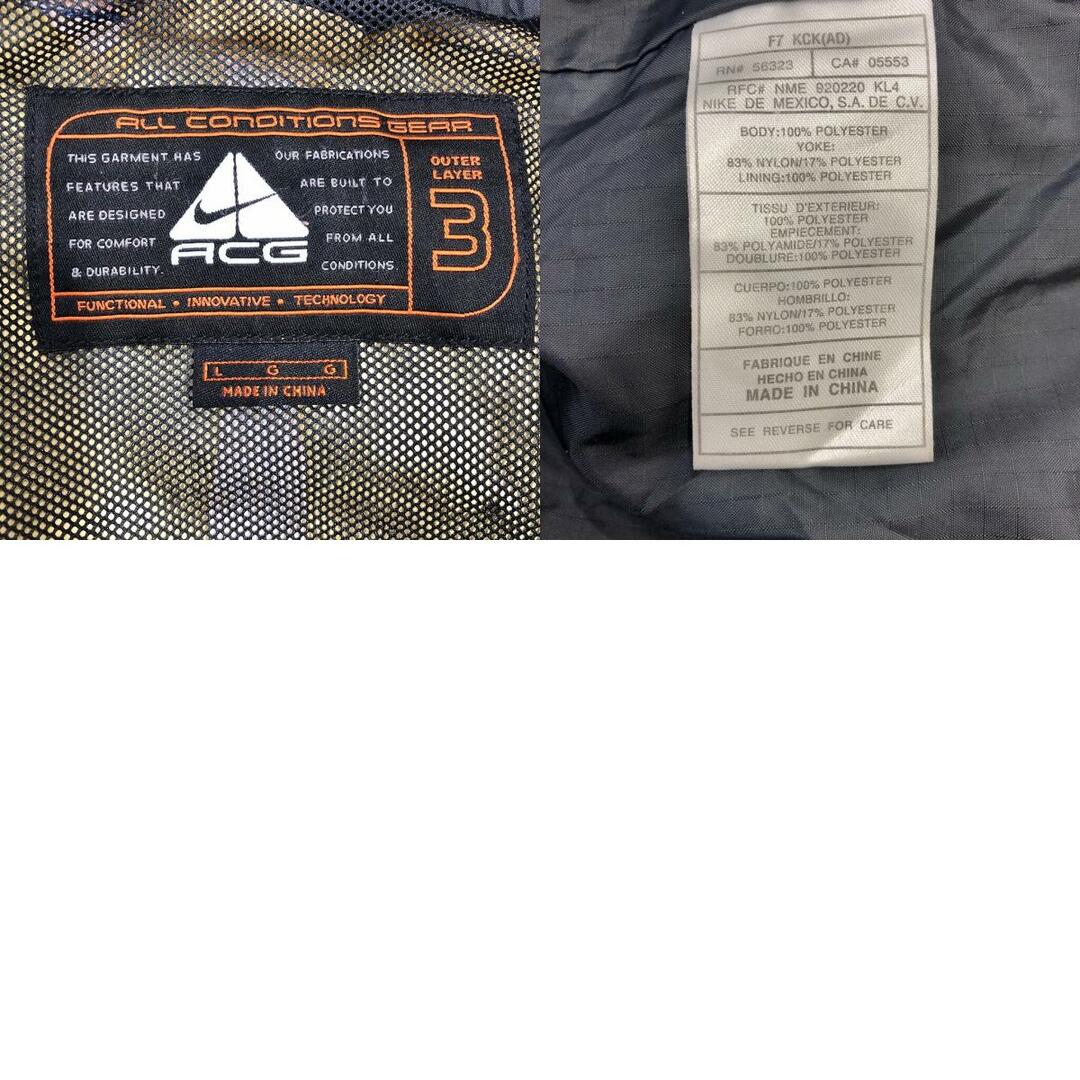 ALL CONDITIONS GEAR
THIS GARMENT HAS
FEATURES THAT
ARE DESIGNED
FOR COMFORT
& DURABILITY.
ACG
OUR FABRICATIONS
ARE BUILT TO
PROTECT YOU
FROM ALL
CONDITIONS.
OUTER
LAYER
3
FUNCTIONAL • INNOVATIVE • TECHNOLOGY
L G G
MADE IN CHINA
F7 KCK(AD)
RN# 56323 CA# 05553
RFC# NME 920220 KL4
NIKE DE MEXICO, S.A. DE C.V.
BODY:100% POLYESTER
YOKE:
83% NYLON/17% POLYESTER
LINING:100% POLYESTER
TISSU D'EXTERIEUR:
100% POLYESTER
EMPIECEMENT:
83% POLYAMIDE/17% POLYESTER
DOUBLURE:100% POLYESTER
CUERPO:100% POLYESTER
HOMBRILLO:
83% NYLON/17% POLYESTER
FORRO:100% POLYESTER
FABRIQUE EN CHINE
HECHO EN CHINA
MADE IN CHINA
SEE REVERSE FOR CARE